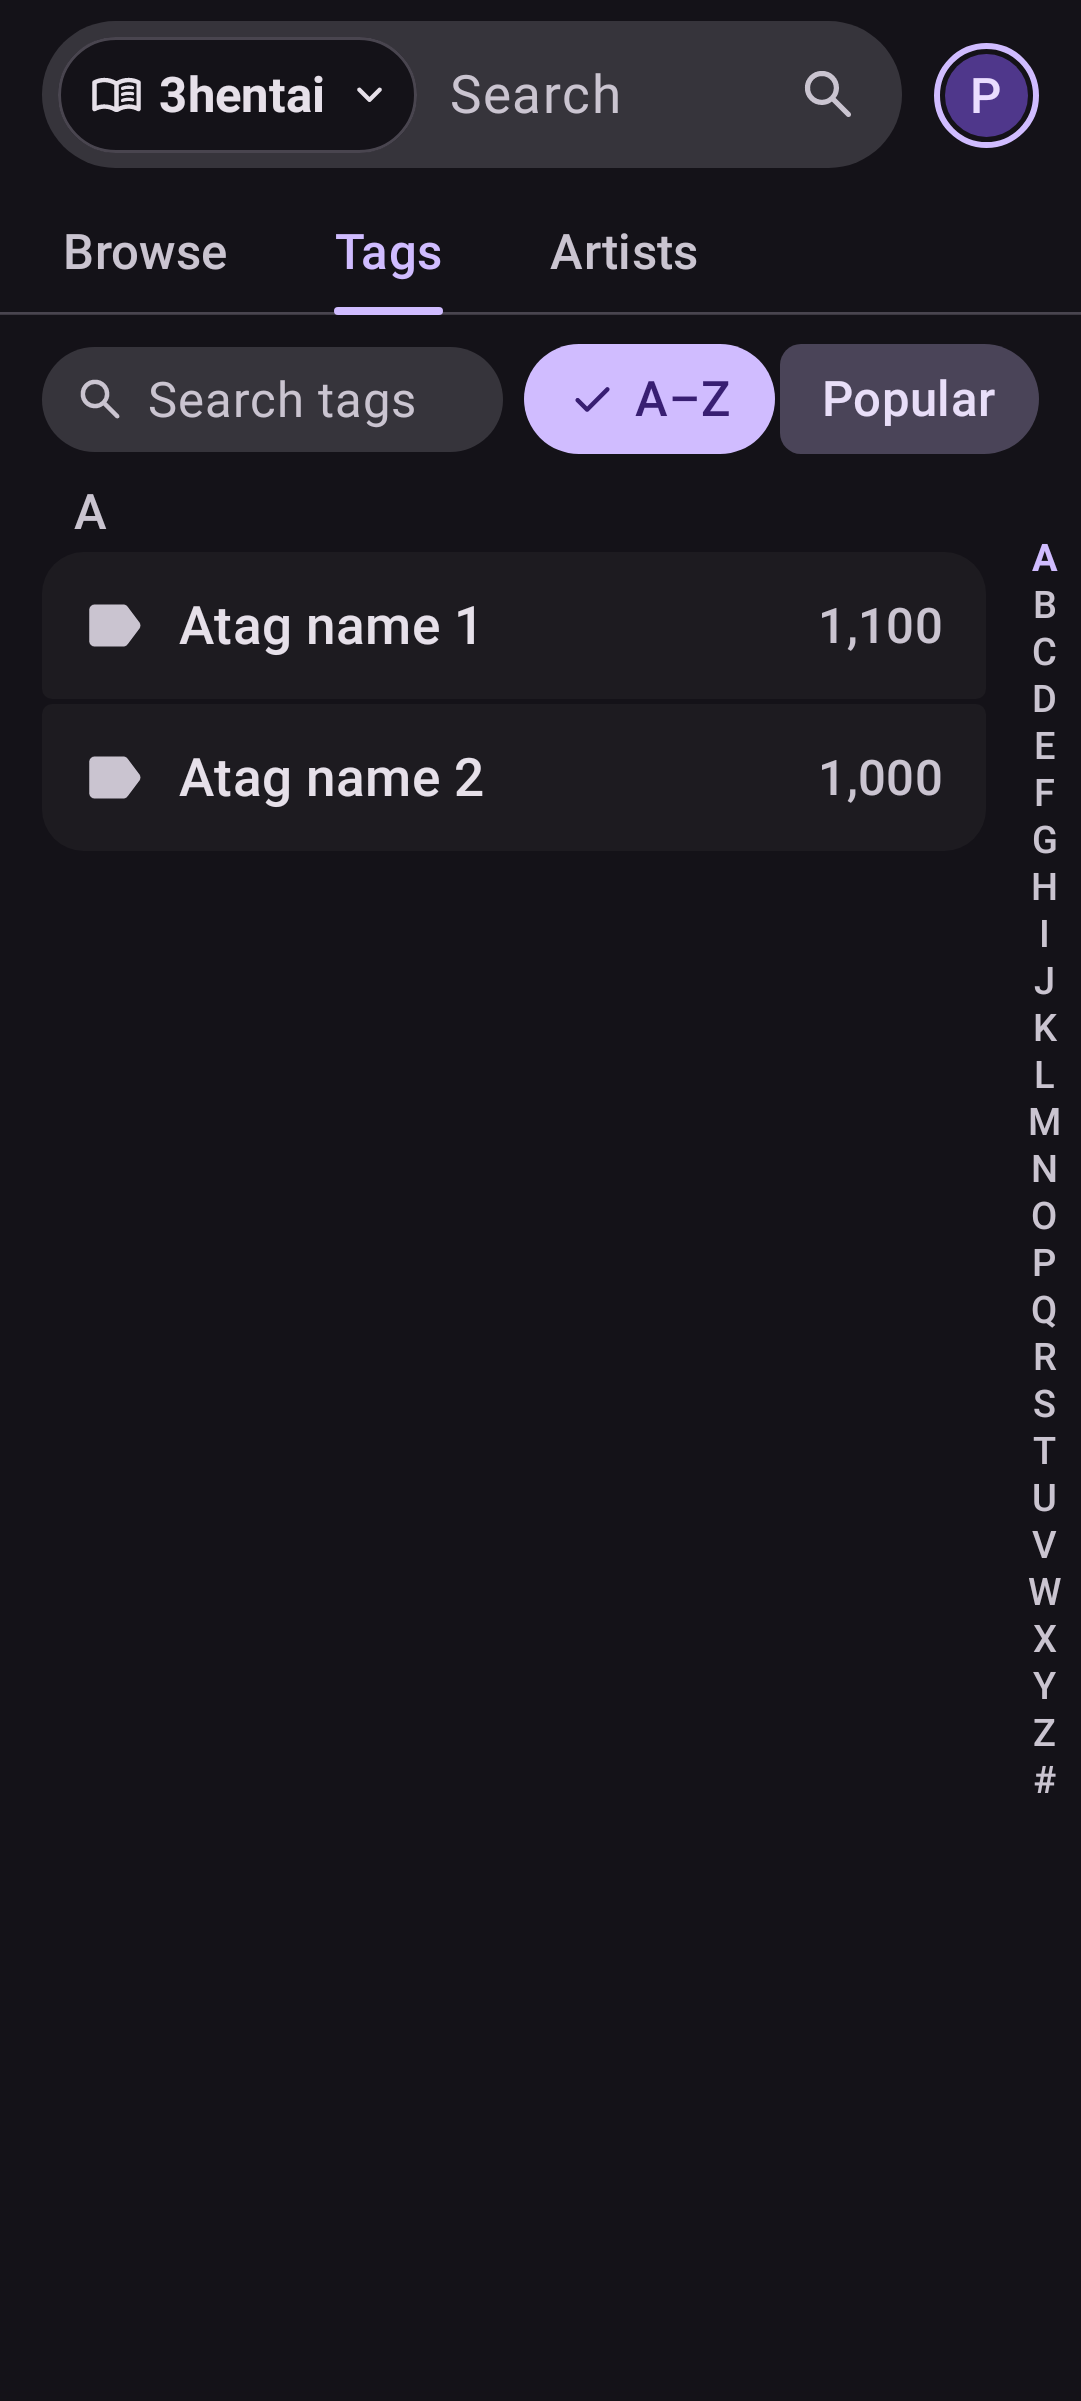 3hentai
Search
P
Browse
Tags
Artists
Search tags
A–Z
Popular
A
Atag name 1
1,100
Atag name 2
1,000
A
B
C
D
E
F
G
H
I
J
K
L
M
N
O
P
Q
R
S
T
U
V
W
X
Y
Z
#